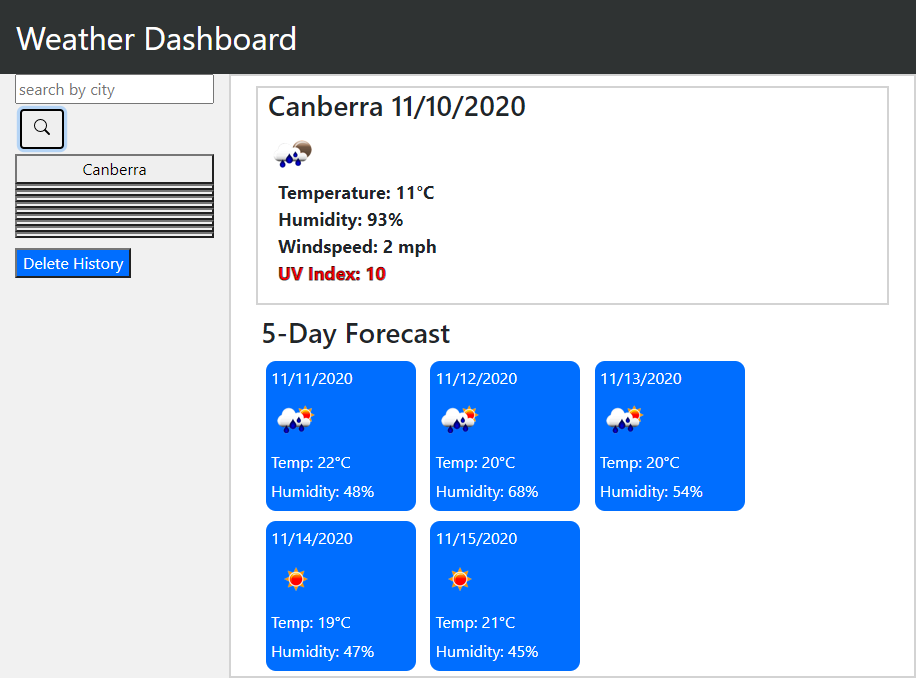 Weather Dashboard
search by city
Canberra
Delete History
Canberra 11/10/2020
Temperature: 11°C
Humidity: 93%
Windspeed: 2 mph
UV Index: 10
5-Day Forecast
11/11/2020
Temp: 22°C
Humidity: 48%
11/12/2020
Temp: 20°C
Humidity: 68%
11/13/2020
Temp: 20°C
Humidity: 54%
11/14/2020
Temp: 19°C
Humidity: 47%
11/15/2020
Temp: 21°C
Humidity: 45%